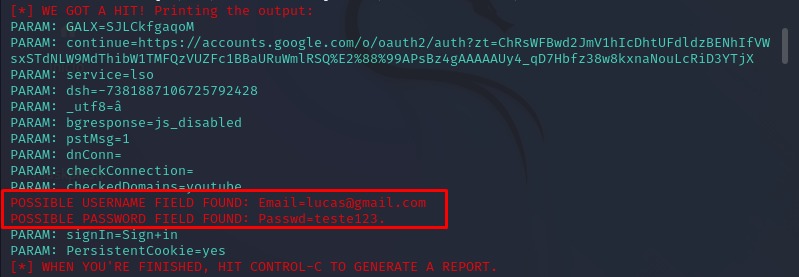 [*] WE GOT A HIT! Printing the output:
PARAM: GALX=SJLCkfgaqoM
PARAM: continue=https://accounts.google.com/o/oauth2/auth?zt=ChRsWFBwd2JmV1hIcDhtUFdldzBENhIfVW
sxSTdNLW9MdThibW1TMFQzVUZFc1BBaURuWmlRSQ%E2%88%99APsBz4gAAAAAUy4_qD7Hbfz38w8kxnaNouLcRiD3YTjX
PARAM: service=lso
PARAM: dsh=-7381887106725792428
PARAM: _utf8=â
PARAM: bgresponse=js_disabled
PARAM: pstMsg=1
PARAM: dnConn=
PARAM: checkConnection=
PARAM: checkedDomains=youtube
POSSIBLE USERNAME FIELD FOUND: Email=lucas@gmail.com
POSSIBLE PASSWORD FIELD FOUND: Passwd=teste123.
PARAM: signIn=Sign+in
PARAM: PersistentCookie=yes
[*] WHEN YOU'RE FINISHED, HIT CONTROL-C TO GENERATE A REPORT.